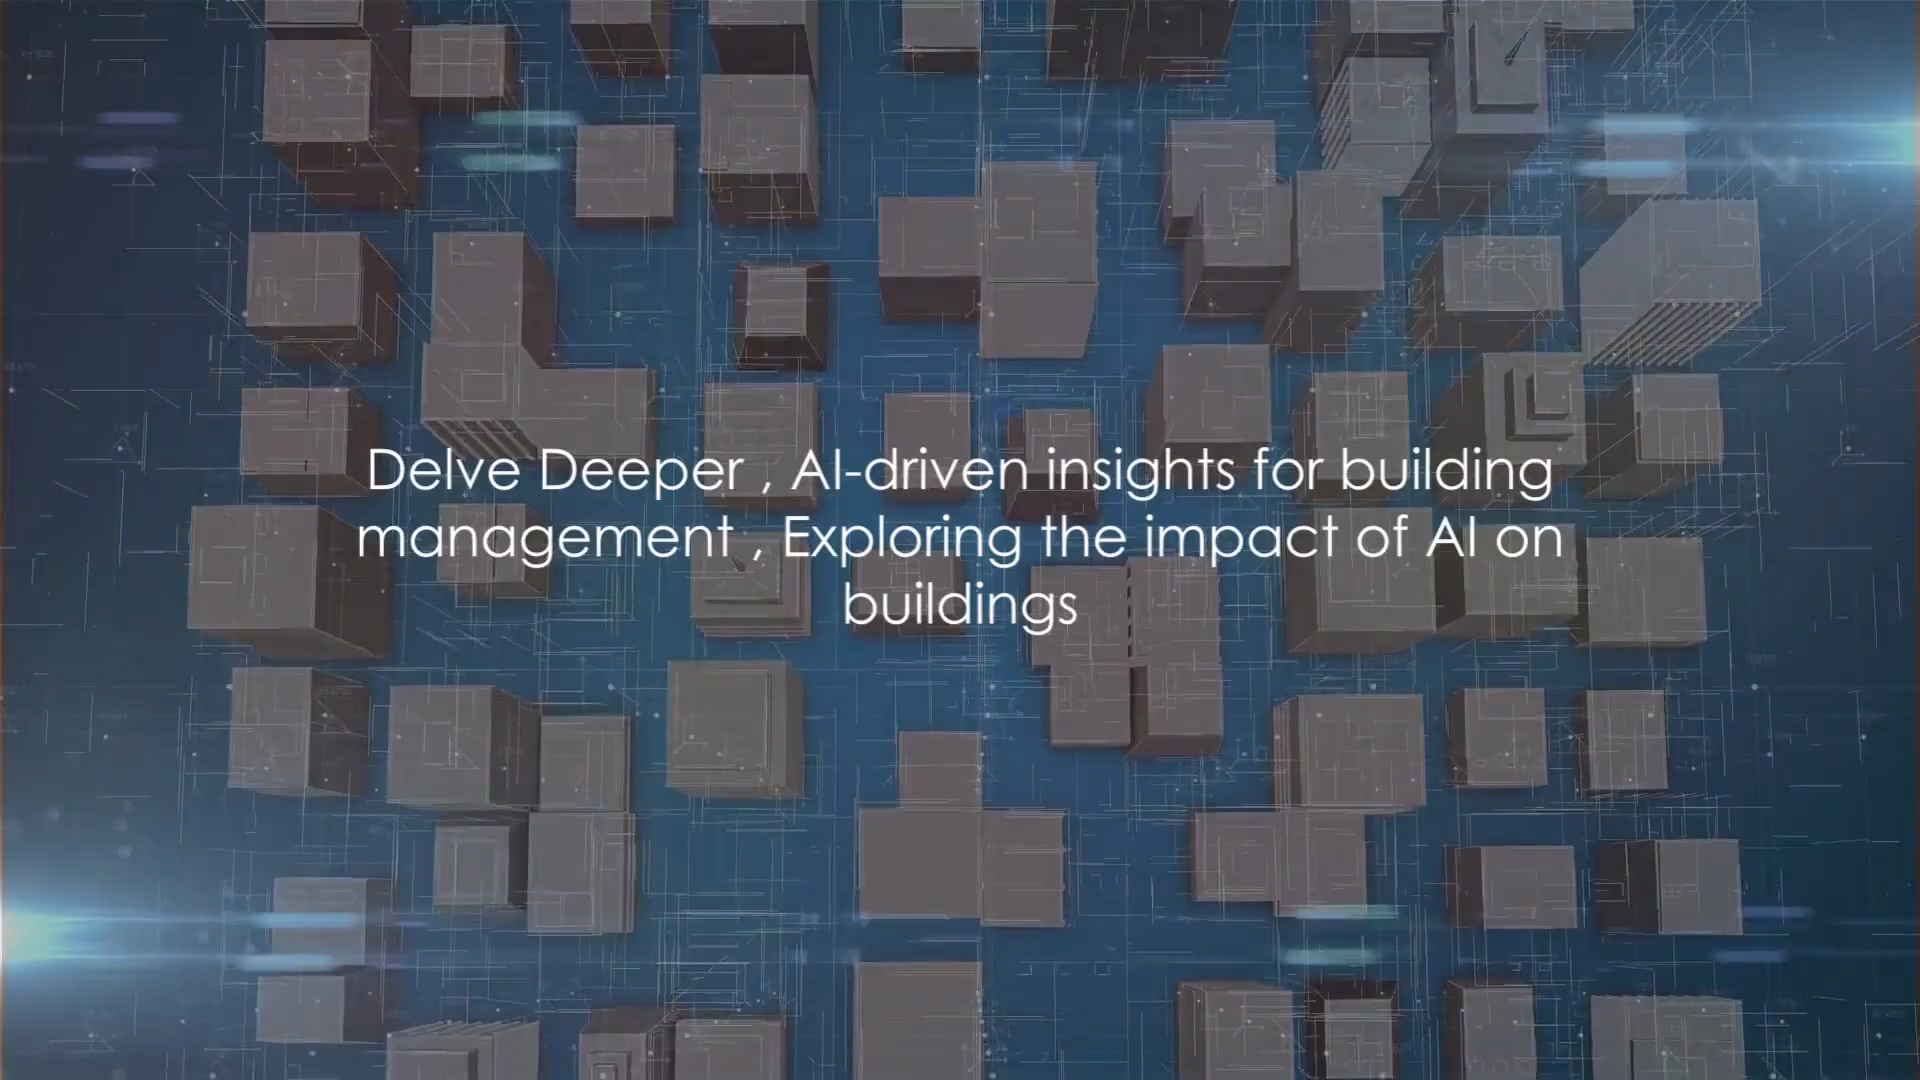 Delve Deeper , AI-driven insights for building
management , Exploring the impact of AI on
buildings